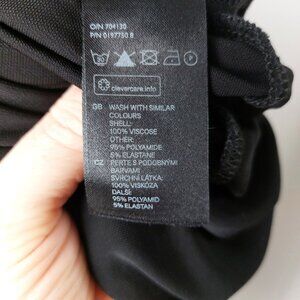 O/N 704130
P/N 0197750 B
clevercare.info
GB WASH WITH SIMILAR
COLOURS
SHELL:
100% VISCOSE
OTHER:
95% POLYAMIDE
5% ELASTANE
CZ PERTE S PODOBNÝMI
BARVAMI
SVRCHNÍ LÁTKA:
100% VISKÓZA
DALŠÍ:
95% POLYAMID
5% ELASTAN